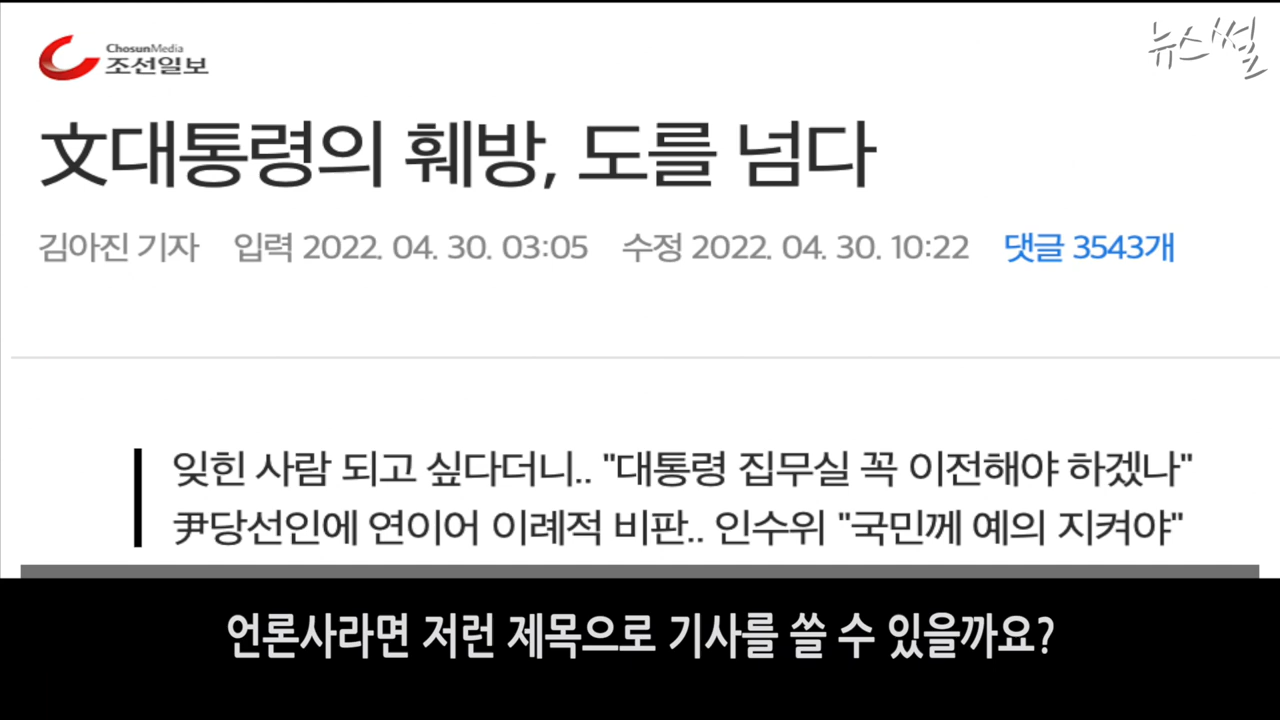 뉴스썰
ChosunMedia
조선일보
文대통령의 훼방, 도를 넘다
김아진 기자 입력 2022. 04. 30. 03:05 수정 2022. 04. 30. 10:22 댓글 3543개
잊힌 사람 되고 싶다더니.. "대통령 집무실 꼭 이전해야 하겠나"
尹당선인에 연이어 이례적 비판.. 인수위 "국민께 예의 지켜야"
언론사라면 저런 제목으로 기사를 쓸 수 있을까요?